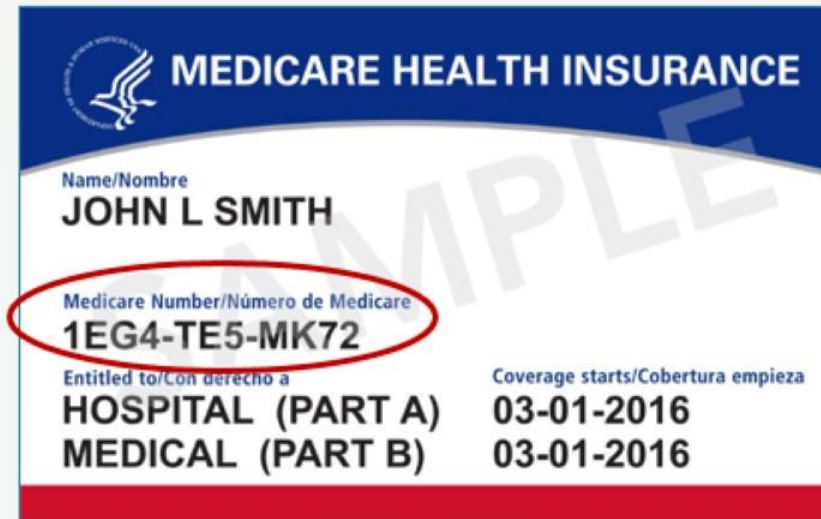 MEDICARE HEALTH INSURANCE
Name/Nombre
JOHN L SMITH
Medicare Number/Número de Medicare
1EG4-TE5-MK72
Entitled to/Con derecho a Coverage starts/Cobertura empieza
HOSPITAL (PART A) 03-01-2016
MEDICAL (PART B) 03-01-2016
SAMPLE